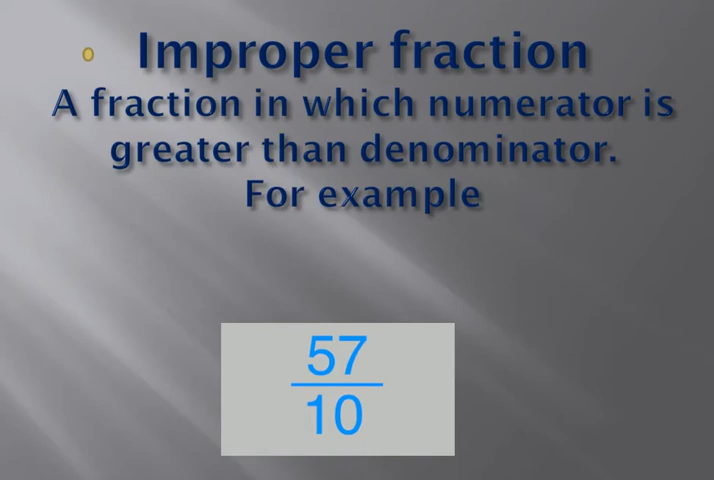 Improper fraction
A fraction in which numerator is
greater than denominator.
For example
57
10